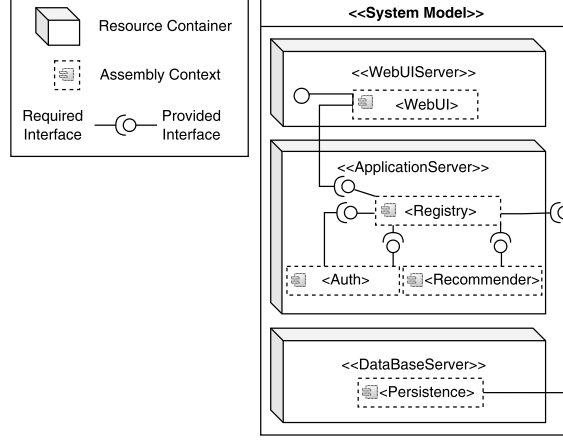 Resource Container
Assembly Context
Required Provided
Interface Interface
<<System Model>>
<<WebUIServer>>
<WebUI>
<<ApplicationServer>>
<Registry>
<Auth> <Recommender>
<<DataBaseServer>>
<Persistence>